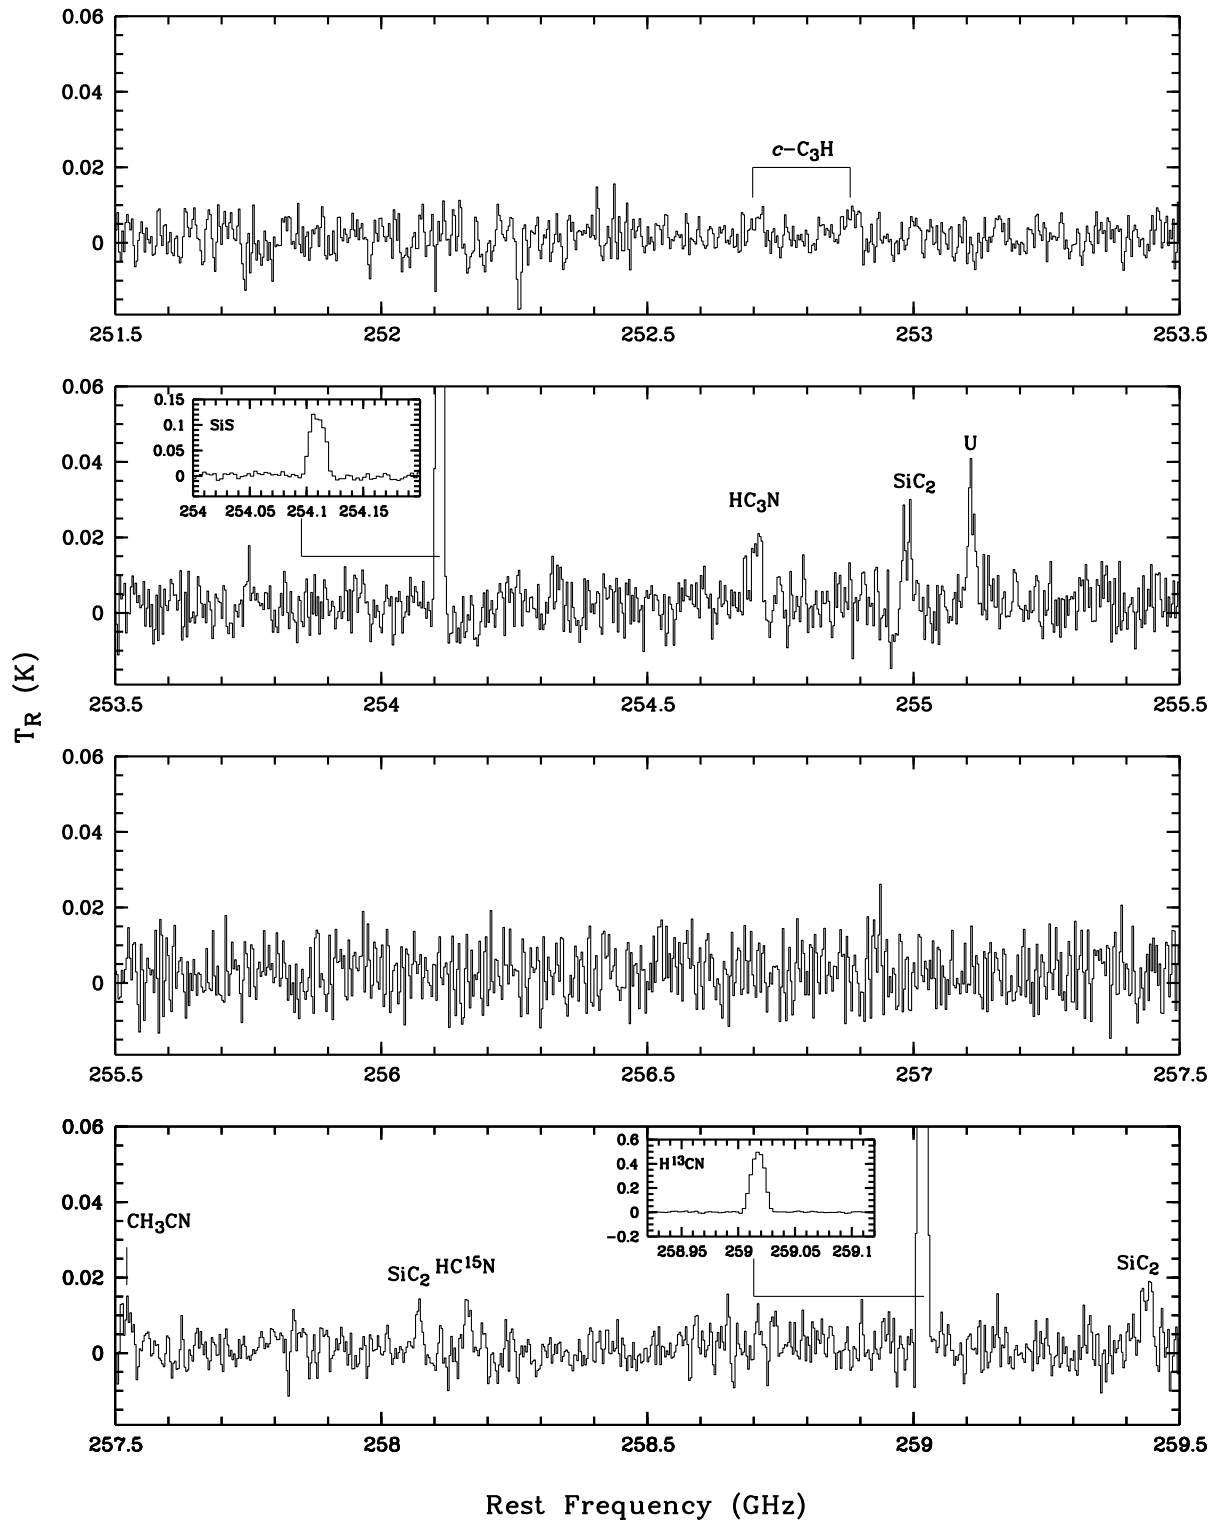 0.06
0.04
0.02
0
c−C3H
251.5 252 252.5 253 253.5
0.06
0.04
0.02
0
0.15
0.1
0.05
0
SiS
254 254.05 254.1 254.15
HC3N
SiC2
U
253.5 254 254.5 255 255.5
TR (K)
0.06
0.04
0.02
0
255.5 256 256.5 257 257.5
0.06
0.04
0.02
0
CH3CN
SiC2
HC15N
0.6
0.4
0.2
0
−0.2
H13CN
258.95 259 259.05 259.1
SiC2
257.5 258 258.5 259 259.5
Rest Frequency (GHz)